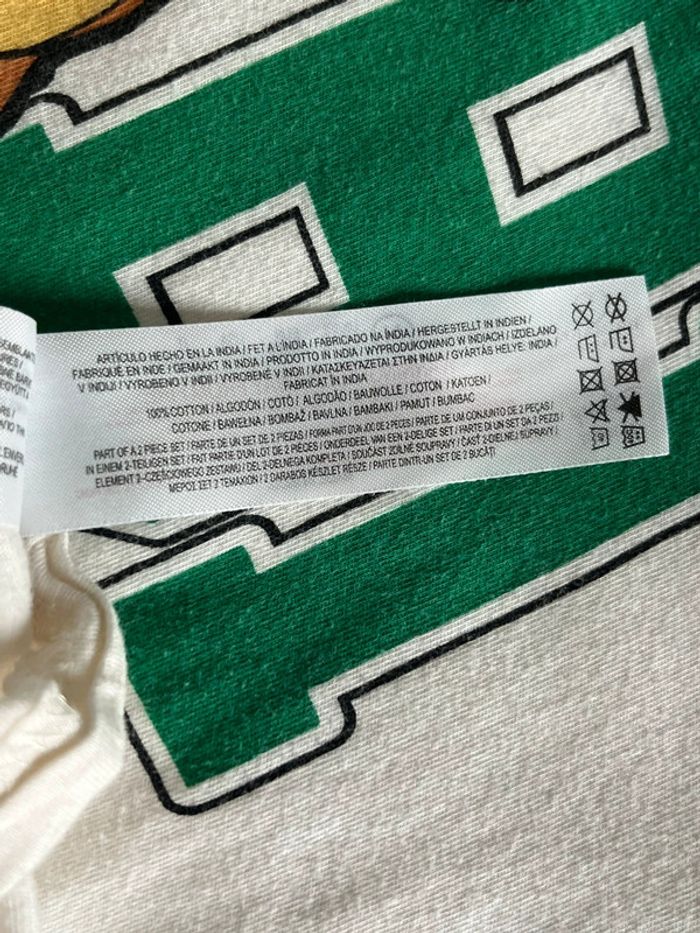 SEMBLANT
ARTÍCULO HECHO EN LA INDIA / FET A L'ÍNDIA / FABRICADO NA ÍNDIA / HERGESTELLT IN INDIEN /
FABRIQUÉ EN INDE / GEMAAKT IN INDIA / PRODOTTO IN INDIA / WYPRODUKOWANO W INDIACH / IZDELANO
V INDIJI / VYROBENO V INDII / VYROBENÉ V INDII / ΚΑΤΑΣΚΕΥΑΖΕΤΑΙ ΣΤΗΝ ΙΝΔΙΑ / GYÁRTÁS HELYE: INDIA /
FABRICAT ÎN INDIA
100% COTTON / ALGODÓN / COTÓ / ALGODÃO / BAUWOLLE / COTON / KATOEN /
COTONE / BAWEŁNA / BOMBAŽ / BAVLNA / BAMBAKI / PAMUT / BUMBAC
PART OF A 2 PIECE SET / PARTE DE UN SET DE 2 PIEZAS / FORMA PART D'UN JOC DE 2 PECES / PARTE DE UM CONJUNTO DE 2 PEÇAS /
IN EINEM 2-TEILIGEN SET / FAIT PARTIE D'UN LOT DE 2 PIÈCES / ONDERDEEL VAN EEN 2-DELIGE SET / PARTE DI UN SET DA 2 PEZZI /
ELEMENT 2-CZĘŚCIOWEGO ZESTAWU / DEL 2-DELNEGA KOMPLETA / SOUČÁST 2DÍLNÉ SOUPRAVY / ČASŤ 2-DIELNEJ SÚPRAVY /
ΜΕΡΟΣ ΣΕΤ 2 ΤΕΜΑΧΙΩΝ / 2 DARABOS KÉSZLET RÉSZE / PARTE DINTR-UN SET DE 2 BUCĂȚI